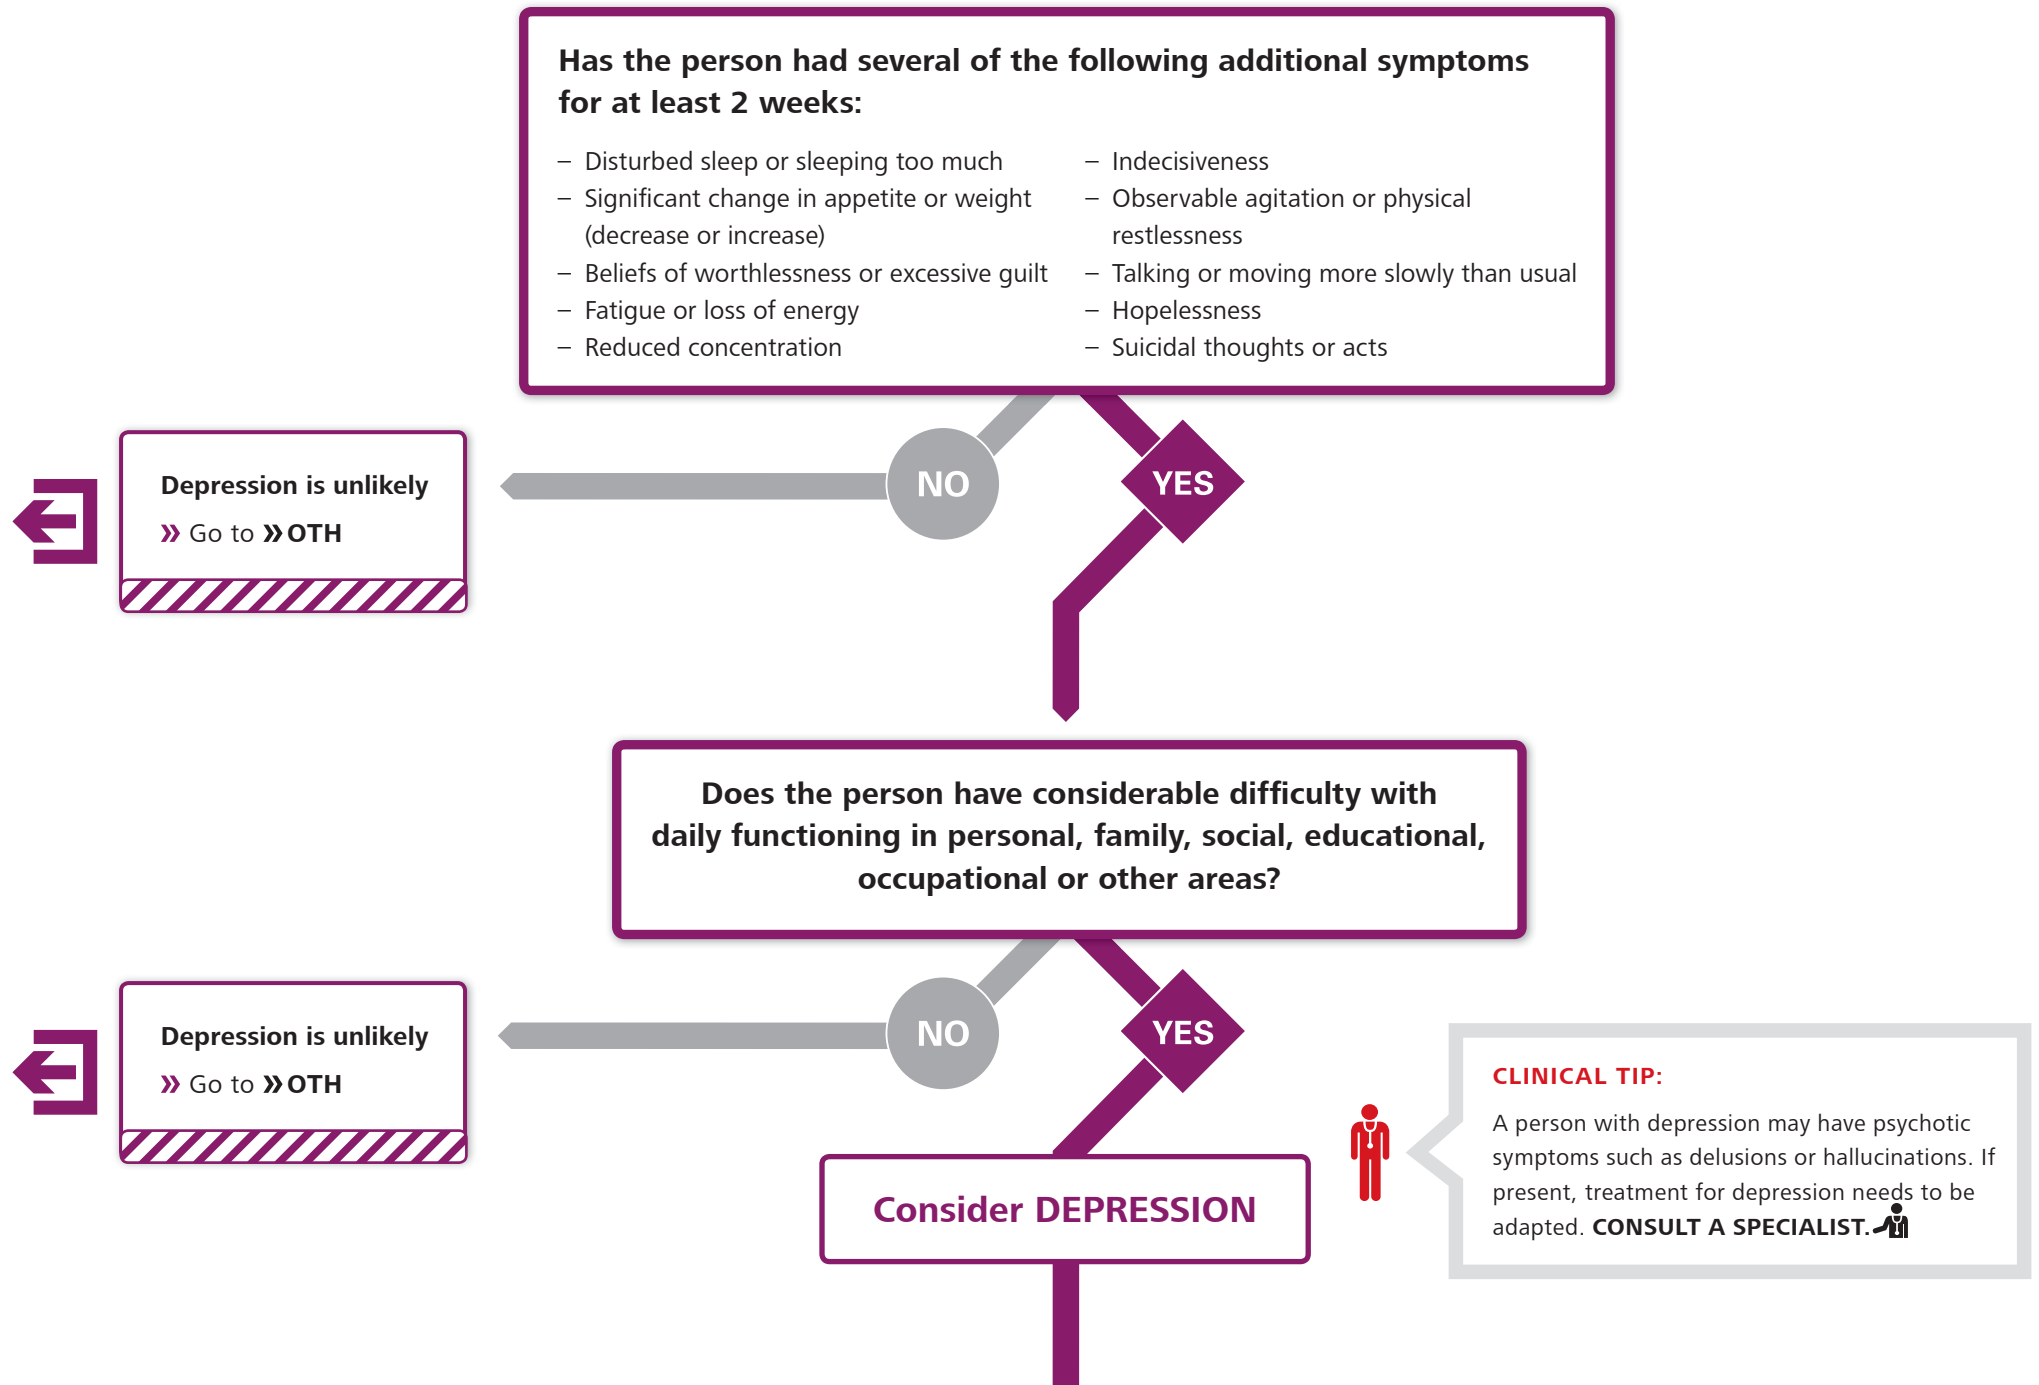 Has the person had several of the following additional symptoms
for at least 2 weeks:
– Disturbed sleep or sleeping too much
– Significant change in appetite or weight
(decrease or increase)
– Beliefs of worthlessness or excessive guilt
– Fatigue or loss of energy
– Reduced concentration
– Indecisiveness
– Observable agitation or physical
restlessness
– Talking or moving more slowly than usual
– Hopelessness
– Suicidal thoughts or acts
NO
YES
Depression is unlikely
» Go to »OTH
Does the person have considerable difficulty with
daily functioning in personal, family, social, educational,
occupational or other areas?
NO
YES
Depression is unlikely
» Go to »OTH
Consider DEPRESSION
CLINICAL TIP:
A person with depression may have psychotic
symptoms such as delusions or hallucinations. If
present, treatment for depression needs to be
adapted. CONSULT A SPECIALIST.